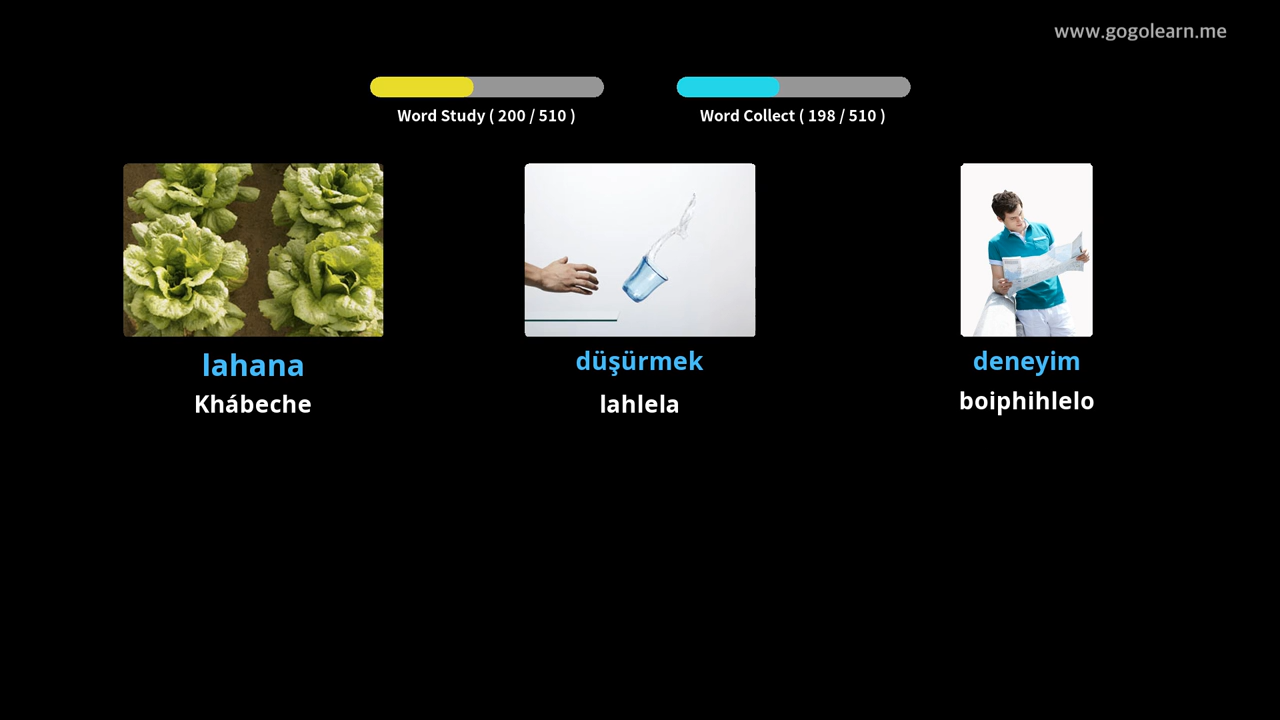 www.gogolearn.me
Word Study ( 200 / 510 )
Word Collect ( 198 / 510 )
lahana
Khábeche
düşürmek
lahlela
deneyim
boiphihlelo